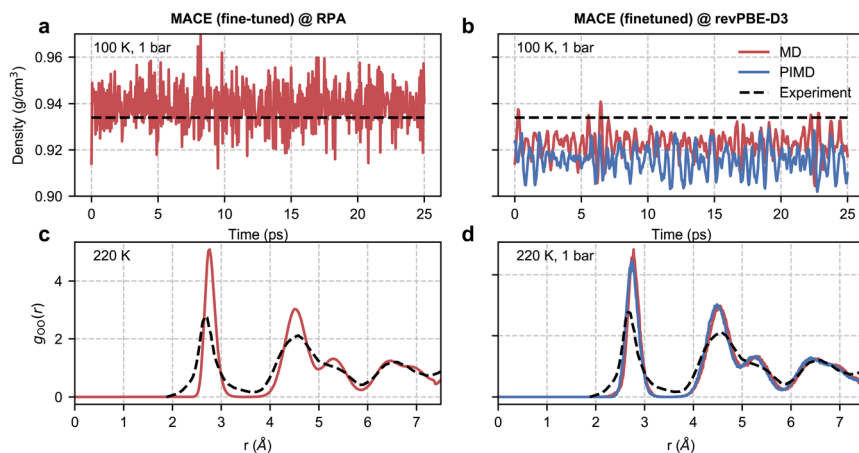 MACE (fine-tuned) @ RPA
MACE (finetuned) @ revPBE-D3
a
100 K, 1 bar
0.96
0.94
0.92
0.90
Density (g/cm³)
0 5 10 15 20 25
Time (ps)
b
100 K, 1 bar
MD
PIMD
Experiment
0 5 10 15 20 25
Time (ps)
c
220 K
4
2
0
gOO(r)
0 1 2 3 4 5 6 7
r (Å)
d
220 K, 1 bar
0 1 2 3 4 5 6 7
r (Å)